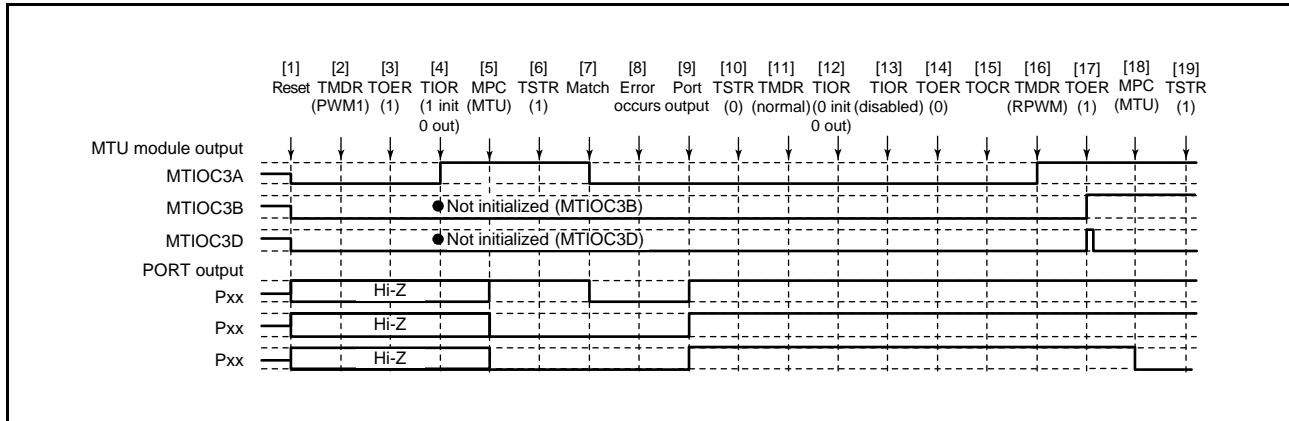 [1] [2] [3] [4] [5] [6] [7] [8] [9] [10] [11] [12] [13] [14] [15] [16] [17] [18] [19]
Reset TMDR TOER TIOR MPC TSTR Match Error Port TSTR TMDR TIOR TIOR TOER TOCR TMDR TOER MPC TSTR
(PWM1) (1) (1 init (MTU) (1) occurs output (0) (normal) (0 init (disabled) (0) (RPWM) (1) (MTU) (1)
0 out) 0 out)
MTU module output
MTIOC3A
MTIOC3B Not initialized (MTIOC3B)
MTIOC3D Not initialized (MTIOC3D)
PORT output
Pxx Hi-Z
Pxx Hi-Z
Pxx Hi-Z